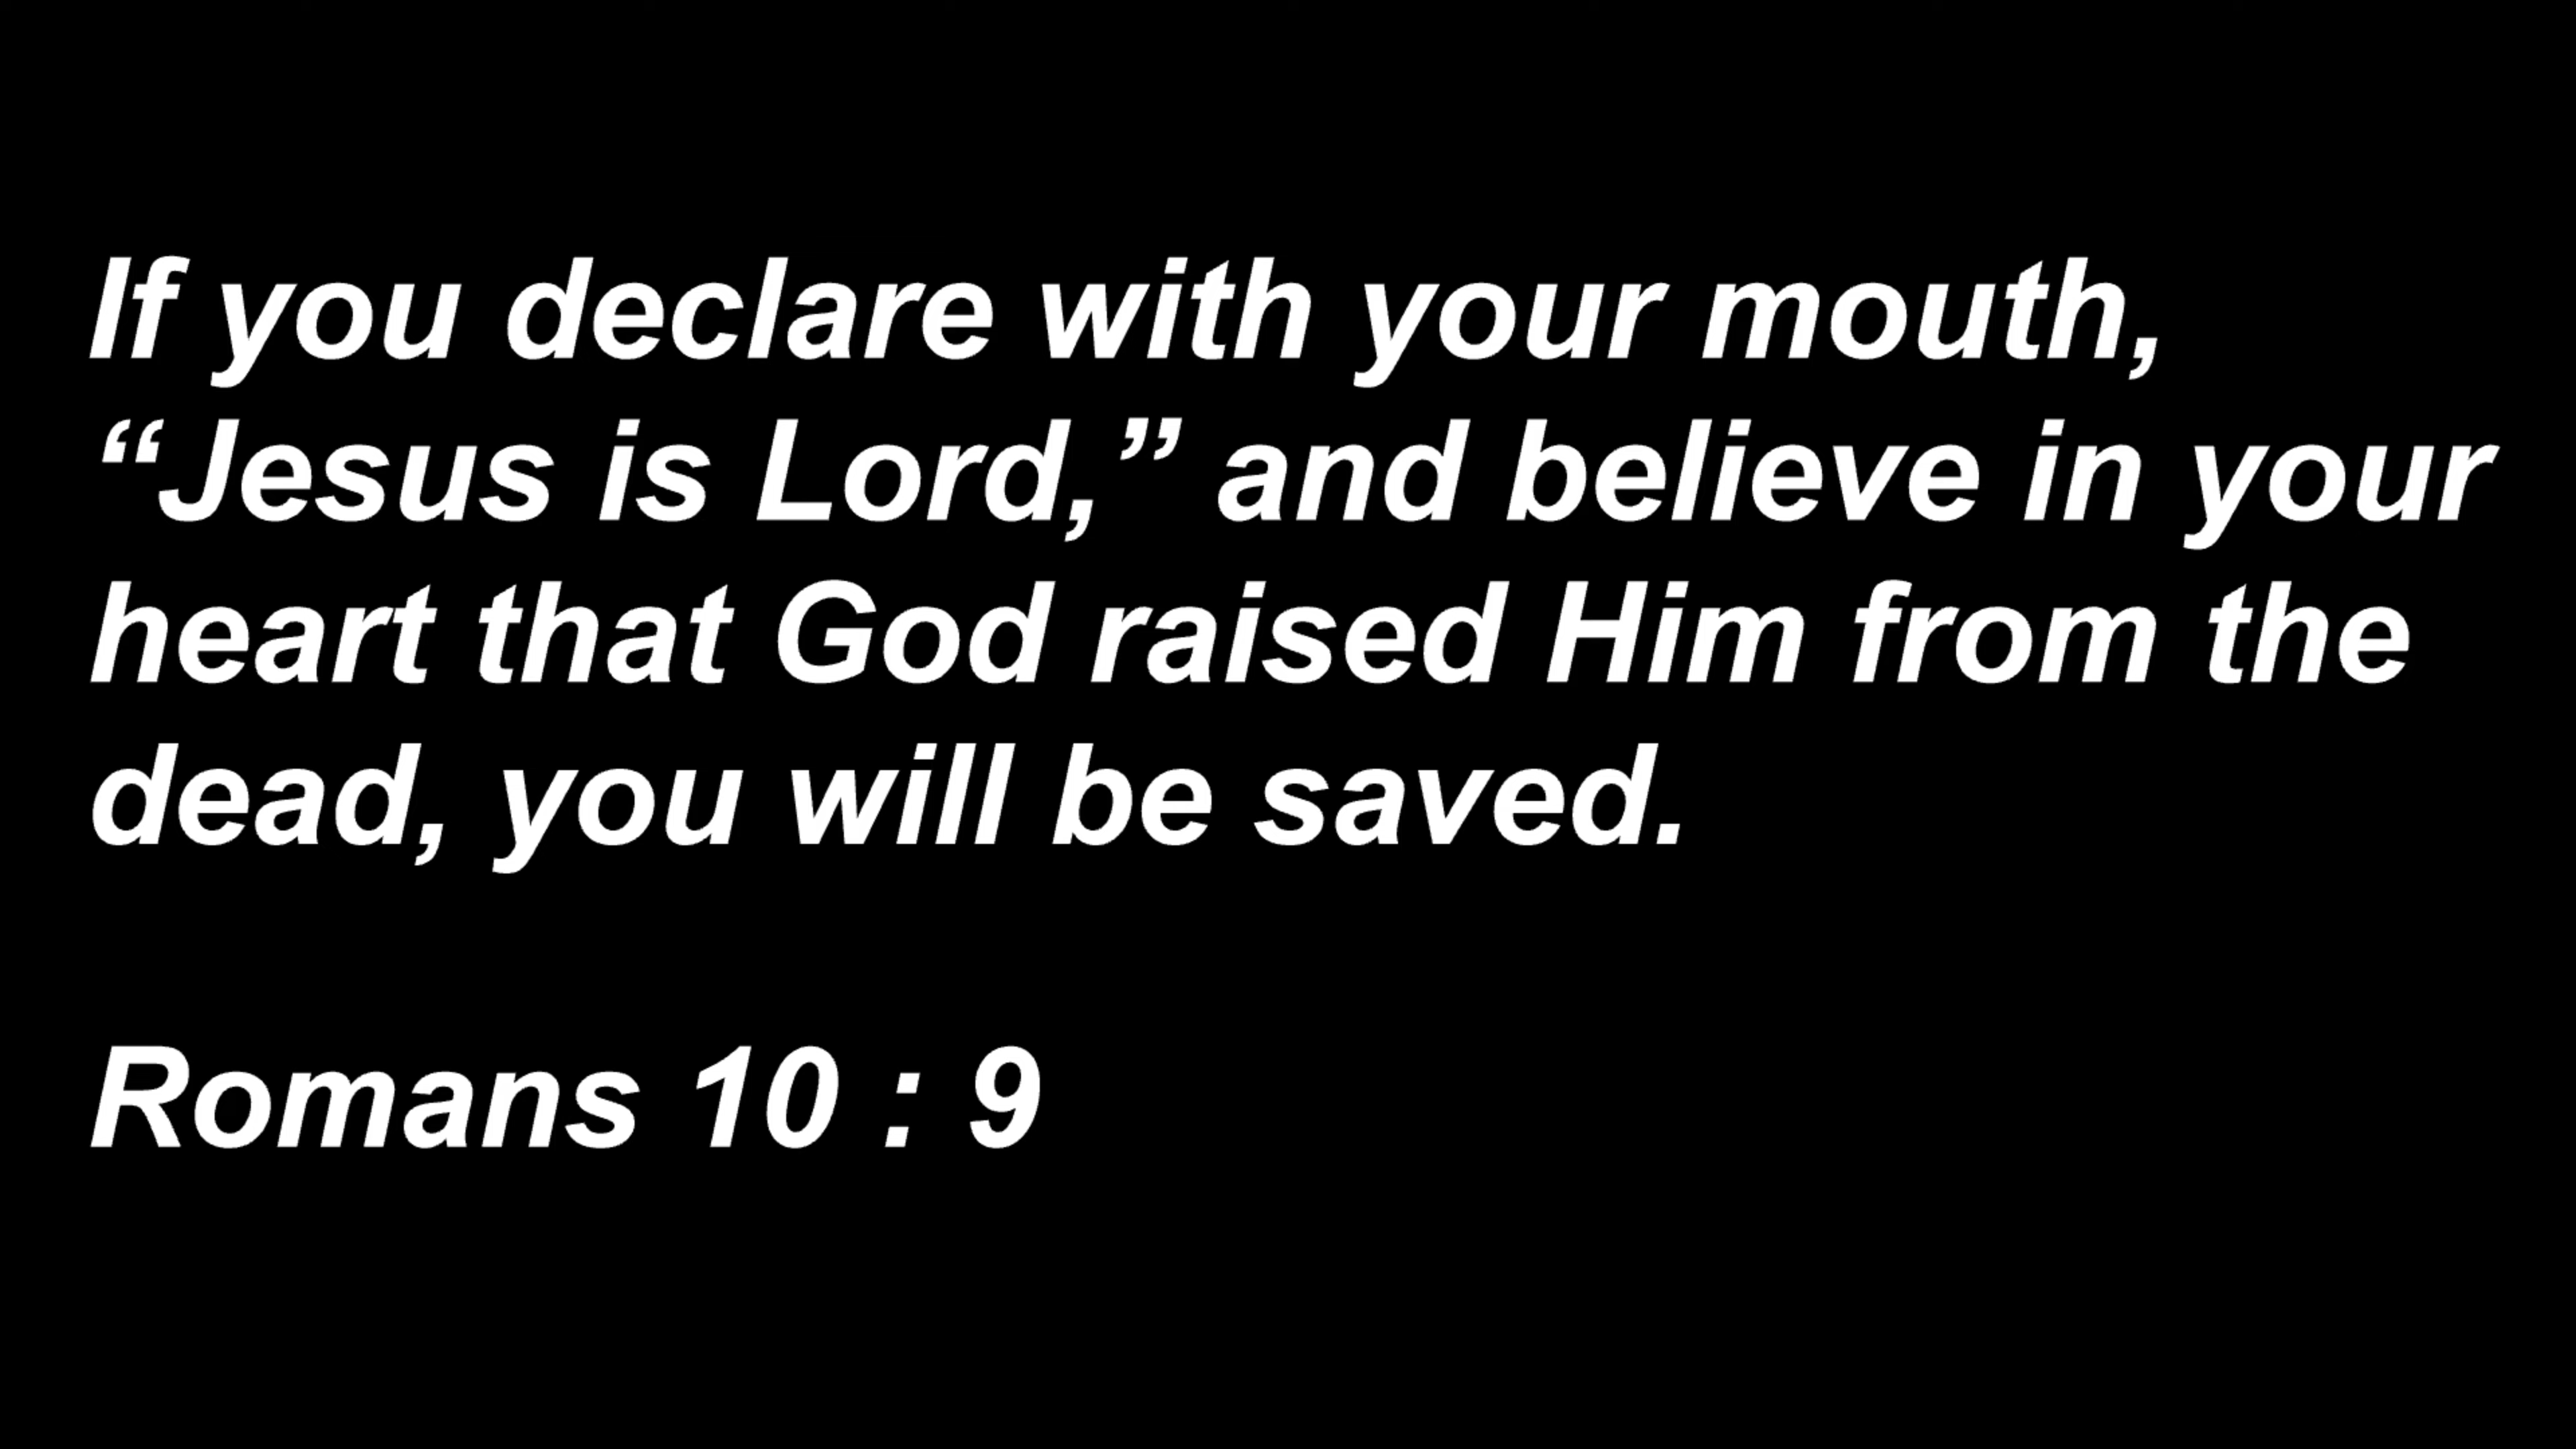 If you declare with your mouth,
“Jesus is Lord,” and believe in your
heart that God raised Him from the
dead, you will be saved.
Romans 10 : 9